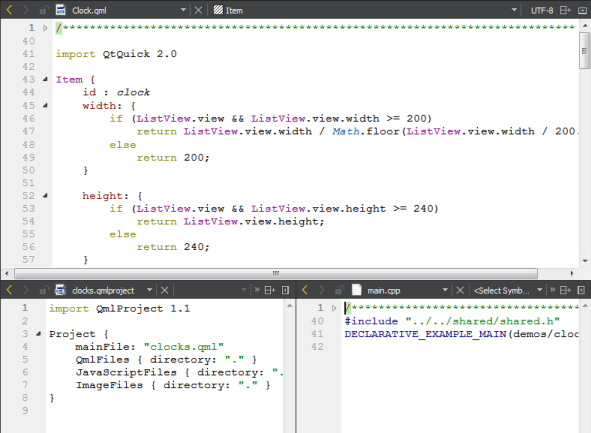 Clock.qml Item UTF-8
1 /****************************************************************************
40
41 import QtQuick 2.0
42
43 Item {
44 id : clock
45 width: {
46 if (ListView.view && ListView.view.width >= 200)
47 return ListView.view.width / Math.floor(ListView.view.width / 200.
48 else
49 return 200;
50 }
51
52 height: {
53 if (ListView.view && ListView.view.height >= 240)
54 return ListView.view.height;
55 else
56 return 240;
57 }
clocks.qmlproject
1 import QmlProject 1.1
2
3 Project {
4 mainFile: "clocks.qml"
5 QmlFiles { directory: "." }
6 JavaScriptFiles { directory: ".
7 ImageFiles { directory: "." }
8 }
9
main.cpp <Select Symb...
1 /***********************************
40 #include "../../shared/shared.h"
41 DECLARATIVE_EXAMPLE_MAIN(demos/cloc
42